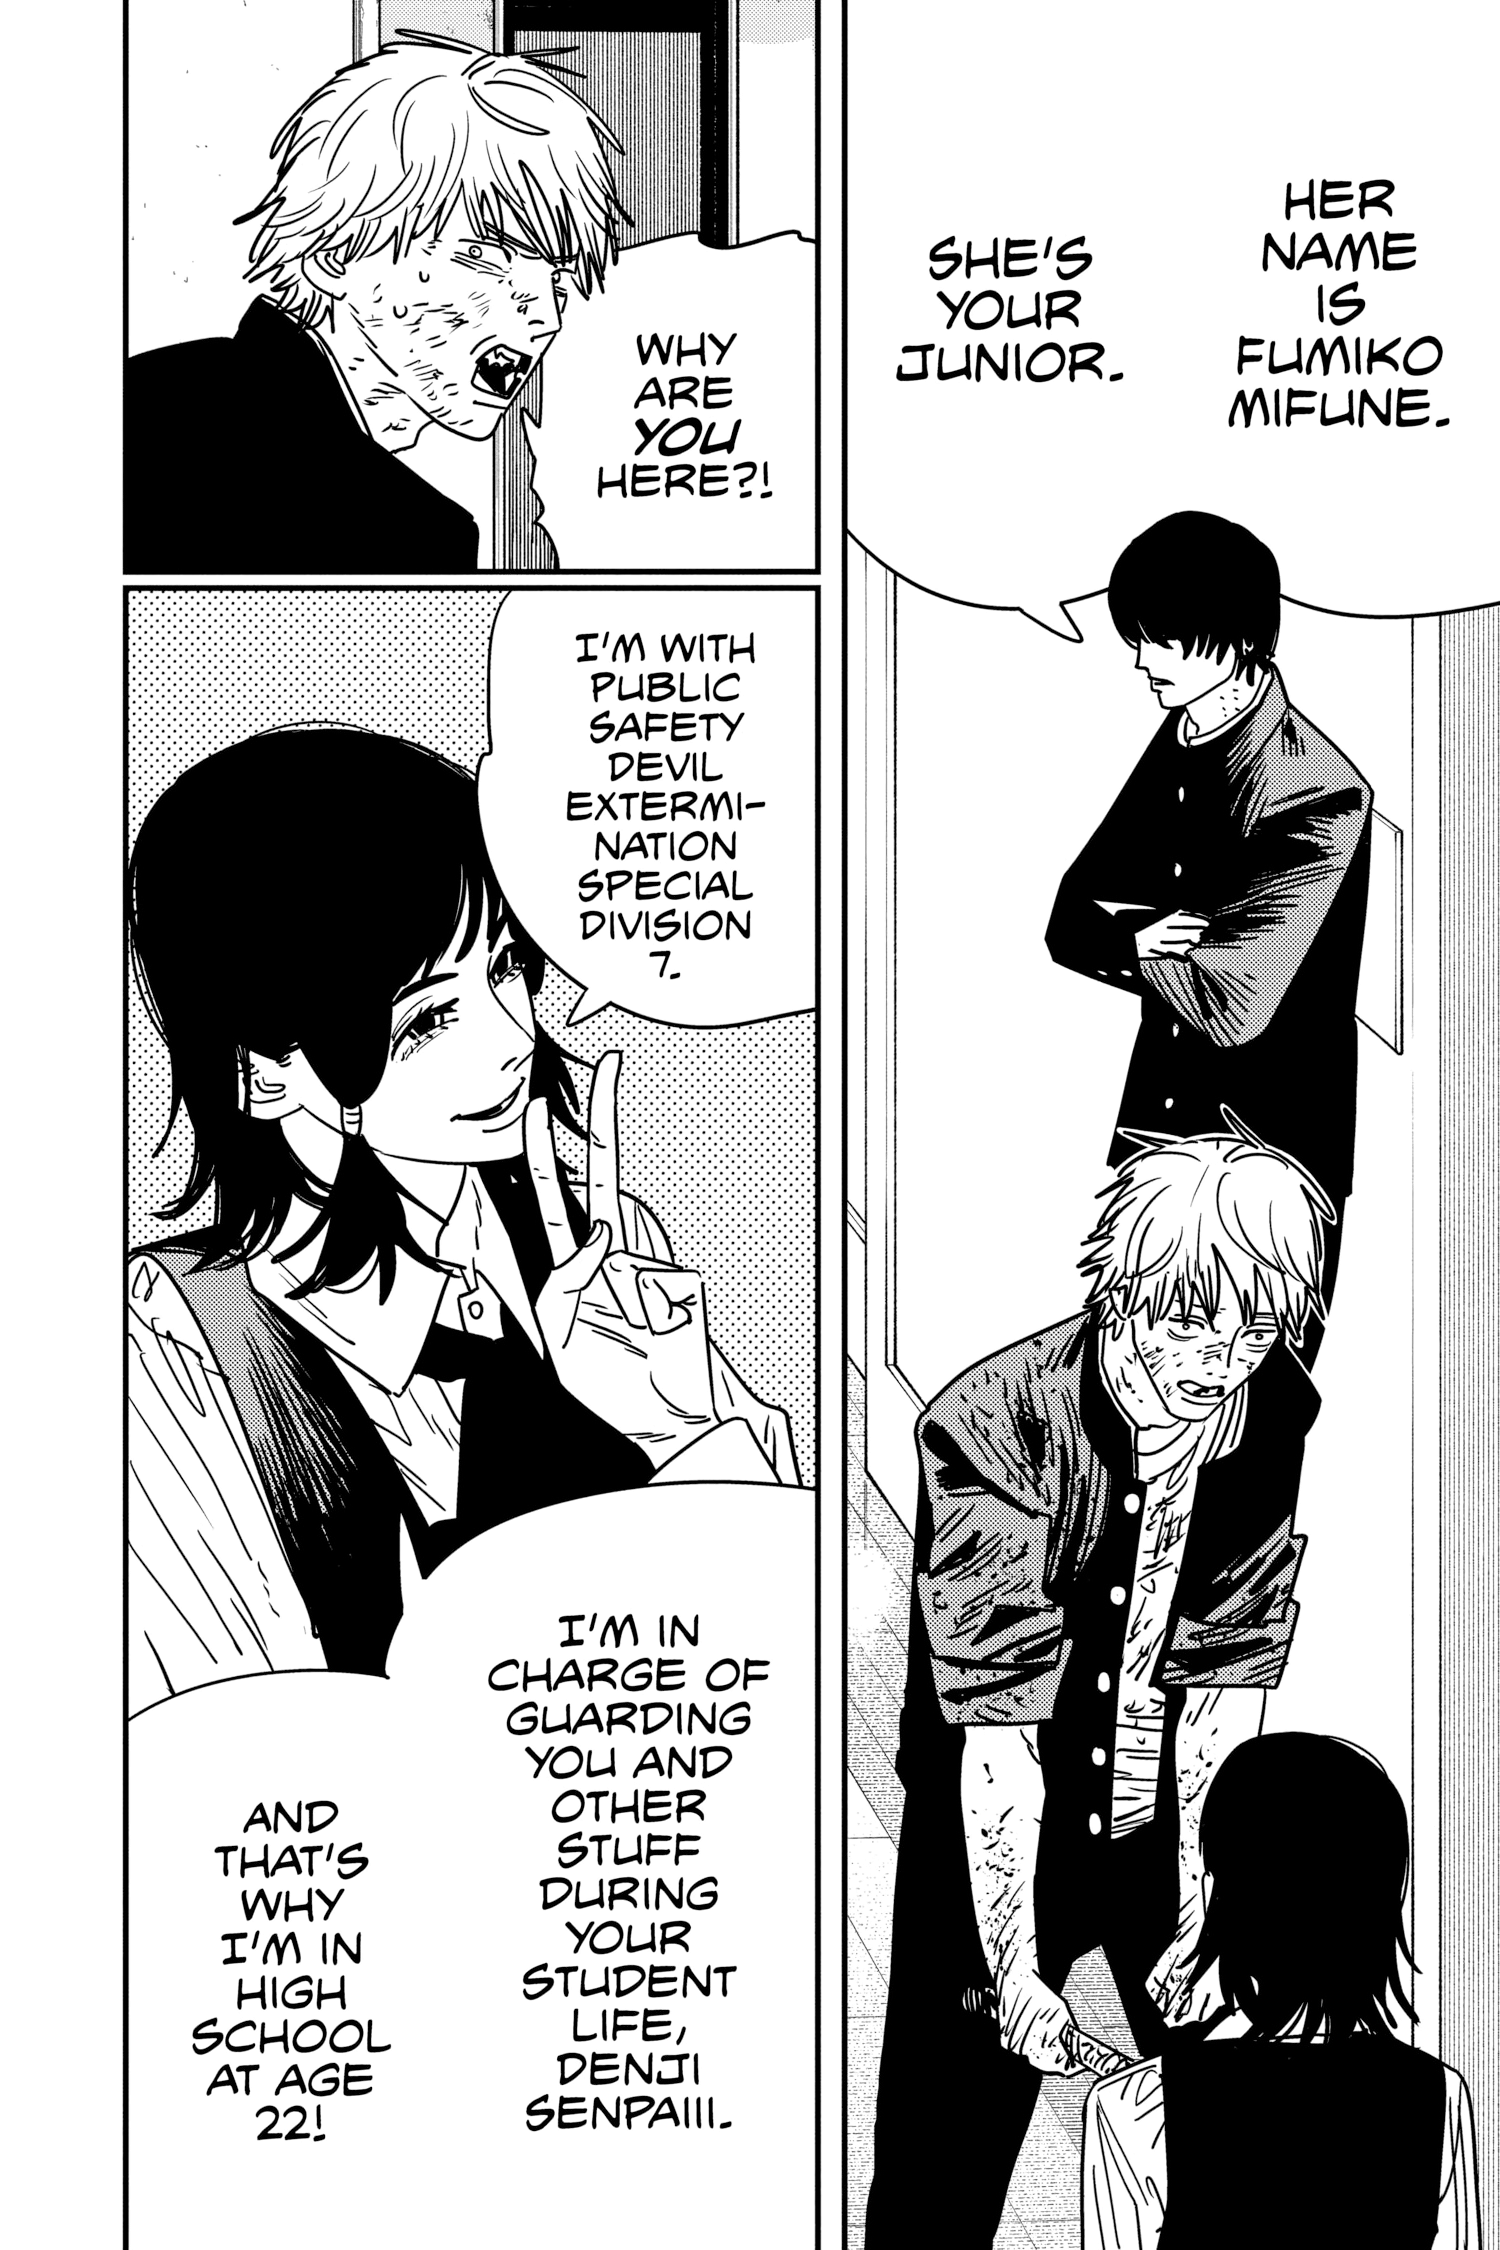 HER
NAME
IS
FUMIKO
MIFUNE.
SHE'S
YOUR
JUNIOR.
WHY
ARE
YOU
HERE?!
I'M WITH
PUBLIC
SAFETY
DEVIL
EXTERMI-
NATION
SPECIAL
DIVISION
7.
I'M IN
CHARGE OF
GUARDING
YOU AND
OTHER
STUFF
DURING
YOUR
STUDENT
LIFE,
DENJI
SENPAIII.
AND
THAT'S
WHY
I'M IN
HIGH
SCHOOL
AT AGE
22!